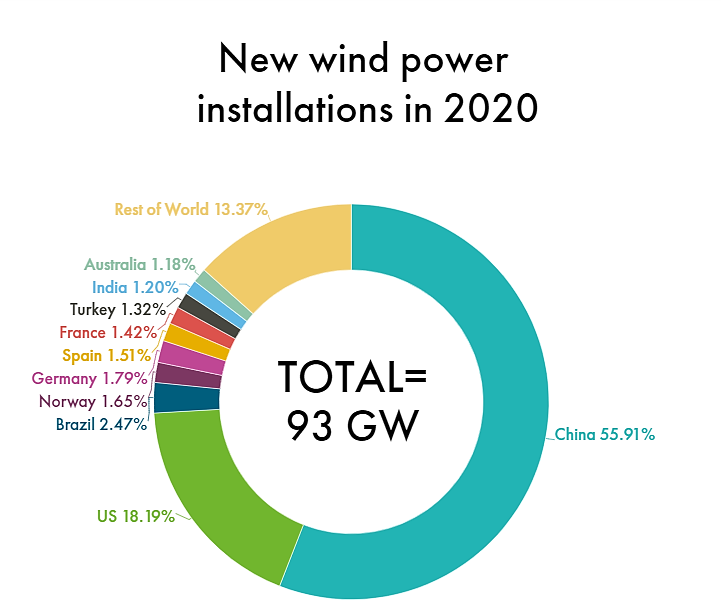 New wind power
installations in 2020
Rest of World 13.37%
Australia 1.18%
India 1.20%
Turkey 1.32%
France 1.42%
Spain 1.51%
Germany 1.79%
Norway 1.65%
Brazil 2.47%
US 18.19%
China 55.91%
TOTAL=
93 GW